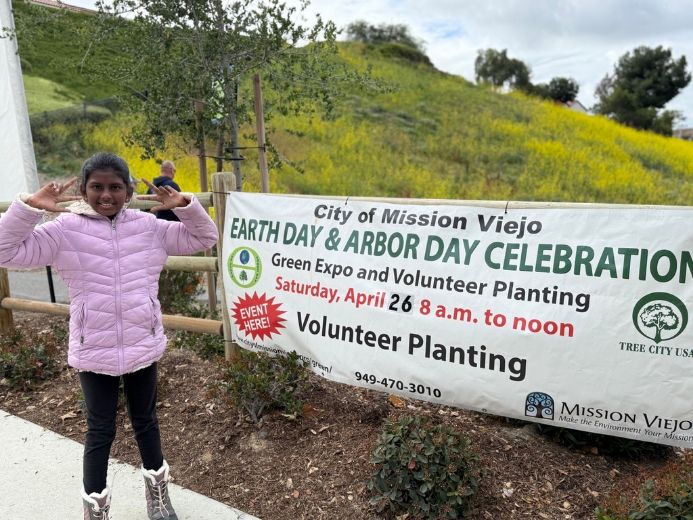 City of Mission Viejo
EARTH DAY & ARBOR DAY CELEBRATION
Green Expo and Volunteer Planting
Saturday, April 26 8 a.m. to noon
EVENT HERE!
Volunteer Planting
949-470-3010
TREE CITY USA
MISSION VIEJO
Make the Environment Your Mission